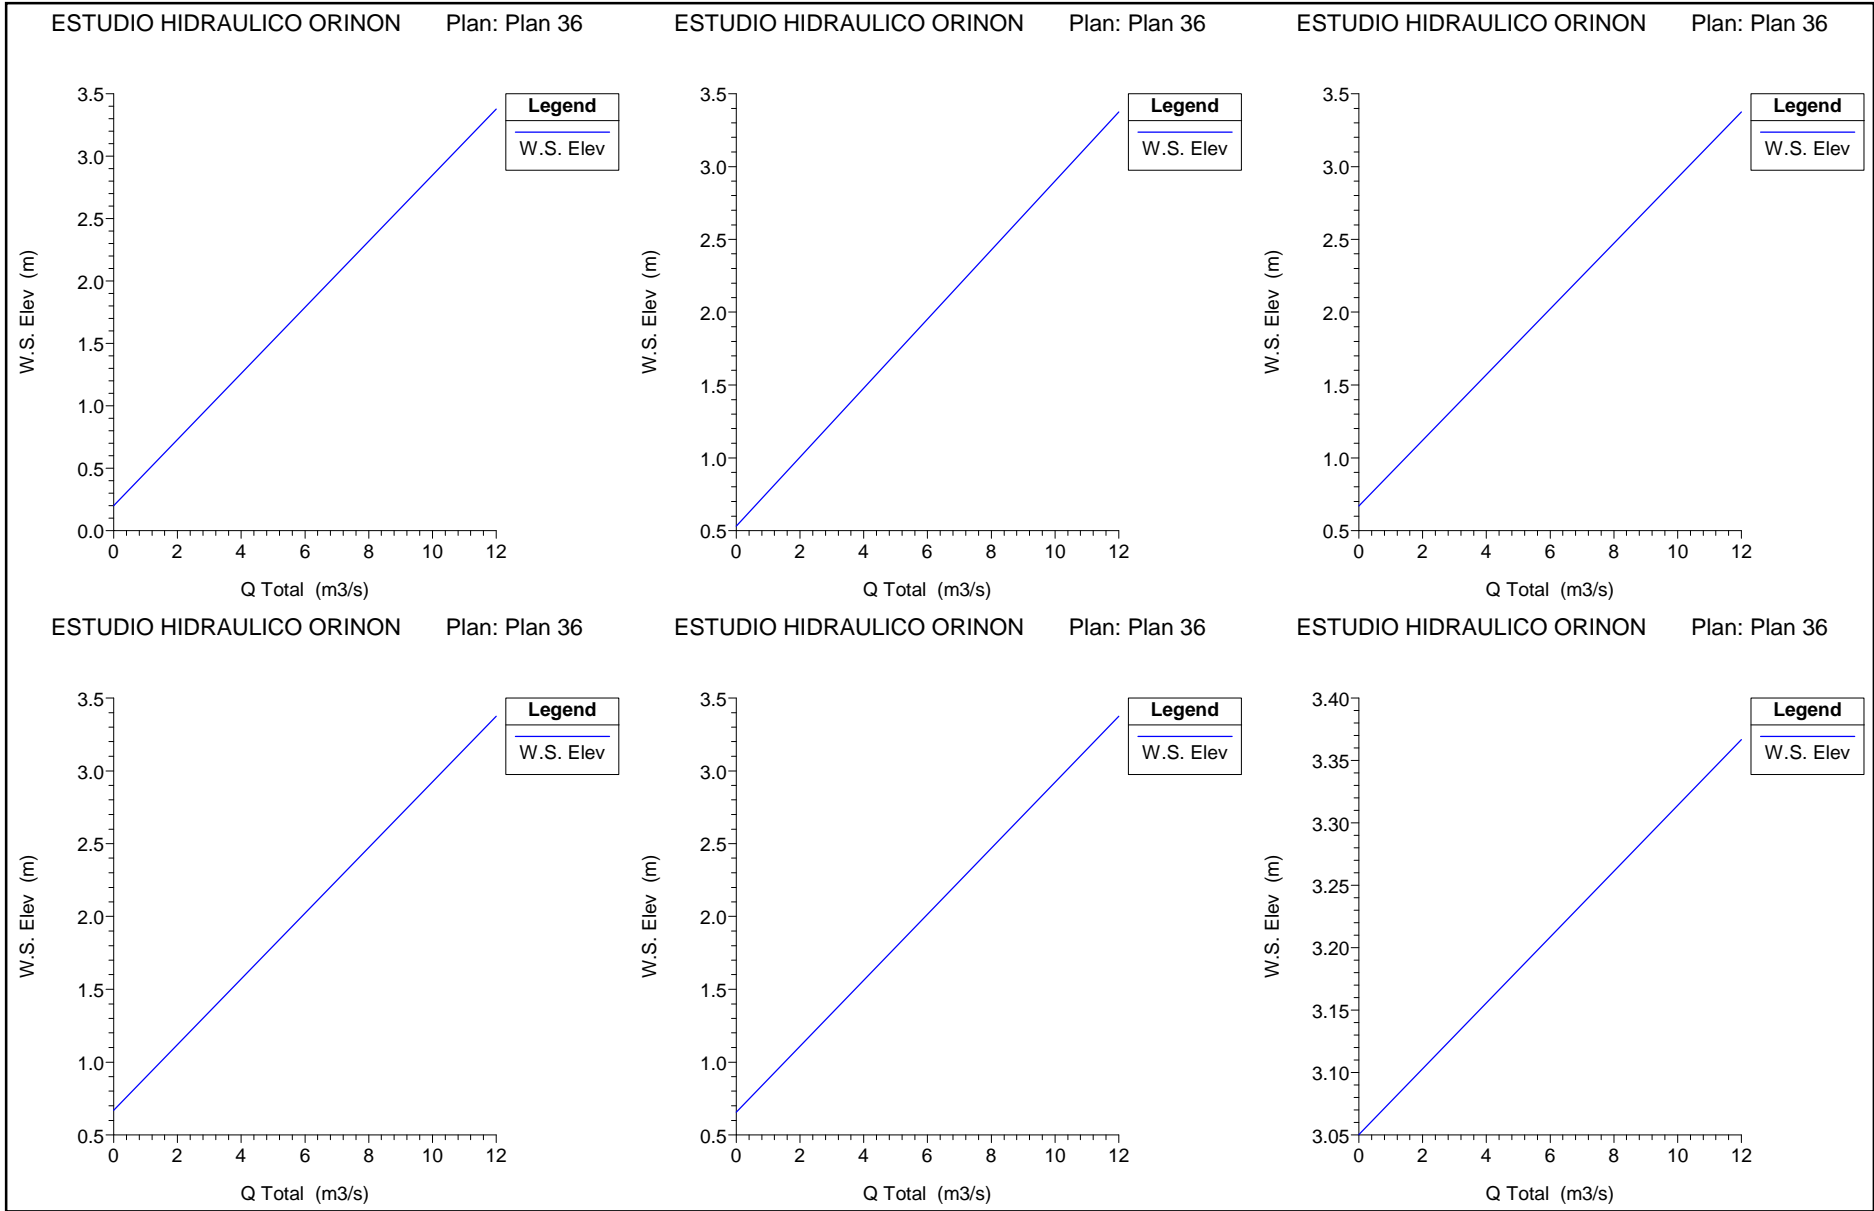 ESTUDIO HIDRAULICO ORINON Plan: Plan 36
W.S. Elev (m)
3.5
3.0
2.5
2.0
1.5
1.0
0.5
0.0
0 2 4 6 8 10 12
Q Total (m3/s)
Legend
W.S. Elev
ESTUDIO HIDRAULICO ORINON Plan: Plan 36
W.S. Elev (m)
3.5
3.0
2.5
2.0
1.5
1.0
0.5
0 2 4 6 8 10 12
Q Total (m3/s)
Legend
W.S. Elev
ESTUDIO HIDRAULICO ORINON Plan: Plan 36
W.S. Elev (m)
3.5
3.0
2.5
2.0
1.5
1.0
0.5
0 2 4 6 8 10 12
Q Total (m3/s)
Legend
W.S. Elev
ESTUDIO HIDRAULICO ORINON Plan: Plan 36
W.S. Elev (m)
3.5
3.0
2.5
2.0
1.5
1.0
0.5
0 2 4 6 8 10 12
Q Total (m3/s)
Legend
W.S. Elev
ESTUDIO HIDRAULICO ORINON Plan: Plan 36
W.S. Elev (m)
3.5
3.0
2.5
2.0
1.5
1.0
0.5
0 2 4 6 8 10 12
Q Total (m3/s)
Legend
W.S. Elev
ESTUDIO HIDRAULICO ORINON Plan: Plan 36
W.S. Elev (m)
3.40
3.35
3.30
3.25
3.20
3.15
3.10
3.05
0 2 4 6 8 10 12
Q Total (m3/s)
Legend
W.S. Elev